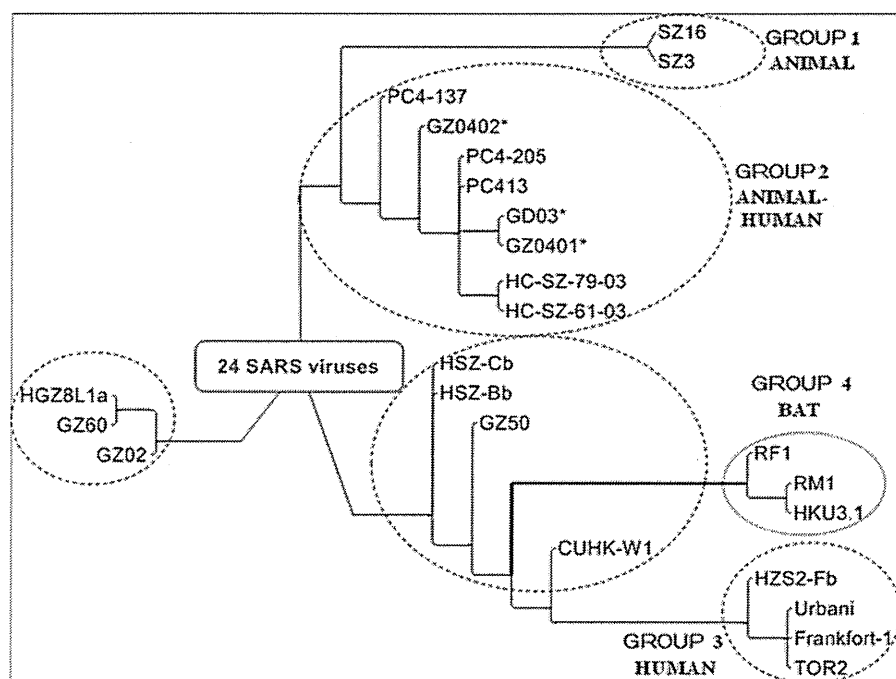 SZ16
SZ3
GROUP 1
ANIMAL
PC4-137
GZ0402*
PC4-205
PC413
GD03*
GZ0401*
HC-SZ-79-03
HC-SZ-61-03
GROUP 2
ANIMAL-
HUMAN
24 SARS viruses
HGZ8L1a
GZ60
GZ02
HSZ-Cb
HSZ-Bb
GZ50
CUHK-W1
GROUP 4
BAT
RF1
RM1
HKU3.1
HZS2-Fb
Urbani
Frankfort-1
TOR2
GROUP 3
HUMAN